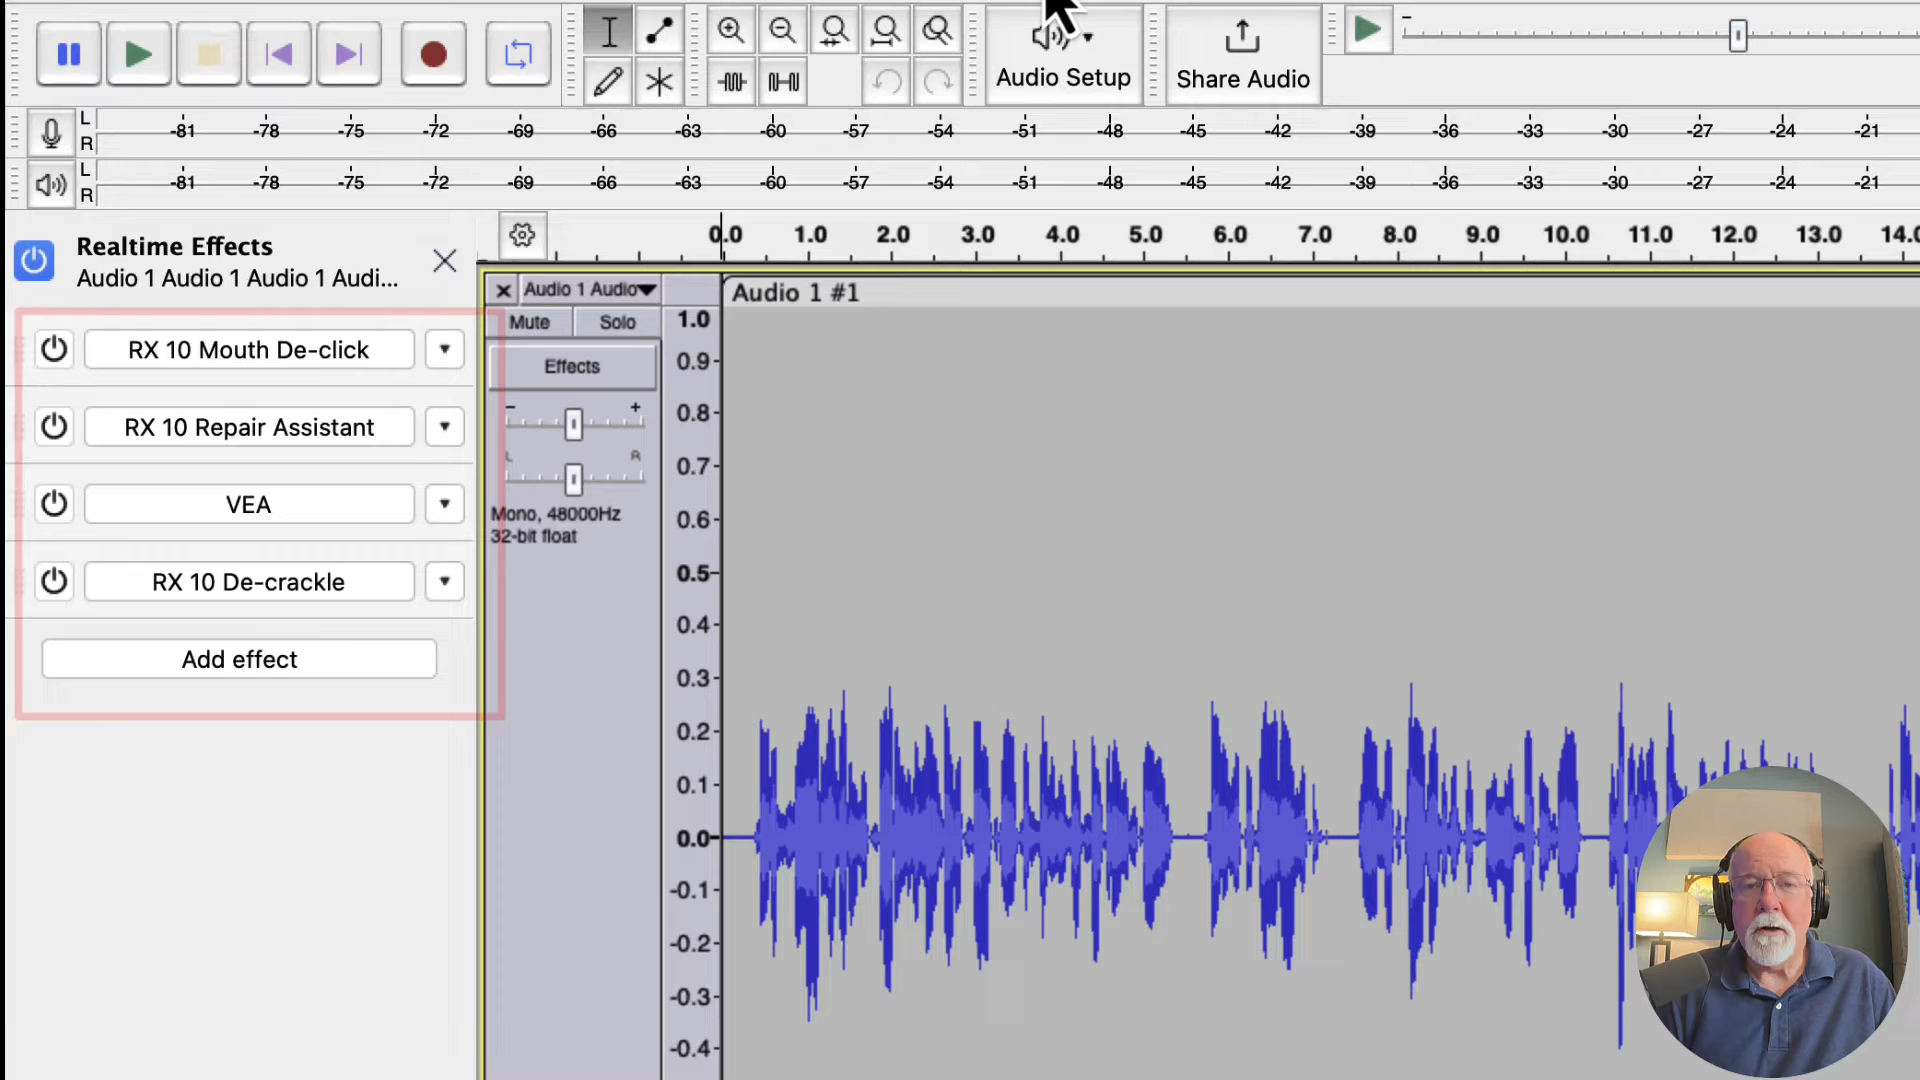 Audio Setup
Share Audio
L
R
-81 -78 -75 -72 -69 -66 -63 -60 -57 -54 -51 -48 -45 -42 -39 -36 -33 -30 -27 -24 -21
L
R
-81 -78 -75 -72 -69 -66 -63 -60 -57 -54 -51 -48 -45 -42 -39 -36 -33 -30 -27 -24 -21
Realtime Effects
Audio 1 Audio 1 Audio 1 Audi...
RX 10 Mouth De-click
RX 10 Repair Assistant
VEA
RX 10 De-crackle
Add effect
0.0 1.0 2.0 3.0 4.0 5.0 6.0 7.0 8.0 9.0 10.0 11.0 12.0 13.0 14.0
Audio 1 Audio
Mute Solo
Effects
- +
L R
Mono, 48000Hz
32-bit float
Audio 1 #1
1.0
0.9
0.8
0.7
0.6
0.5
0.4
0.3
0.2
0.1
0.0
-0.1
-0.2
-0.3
-0.4